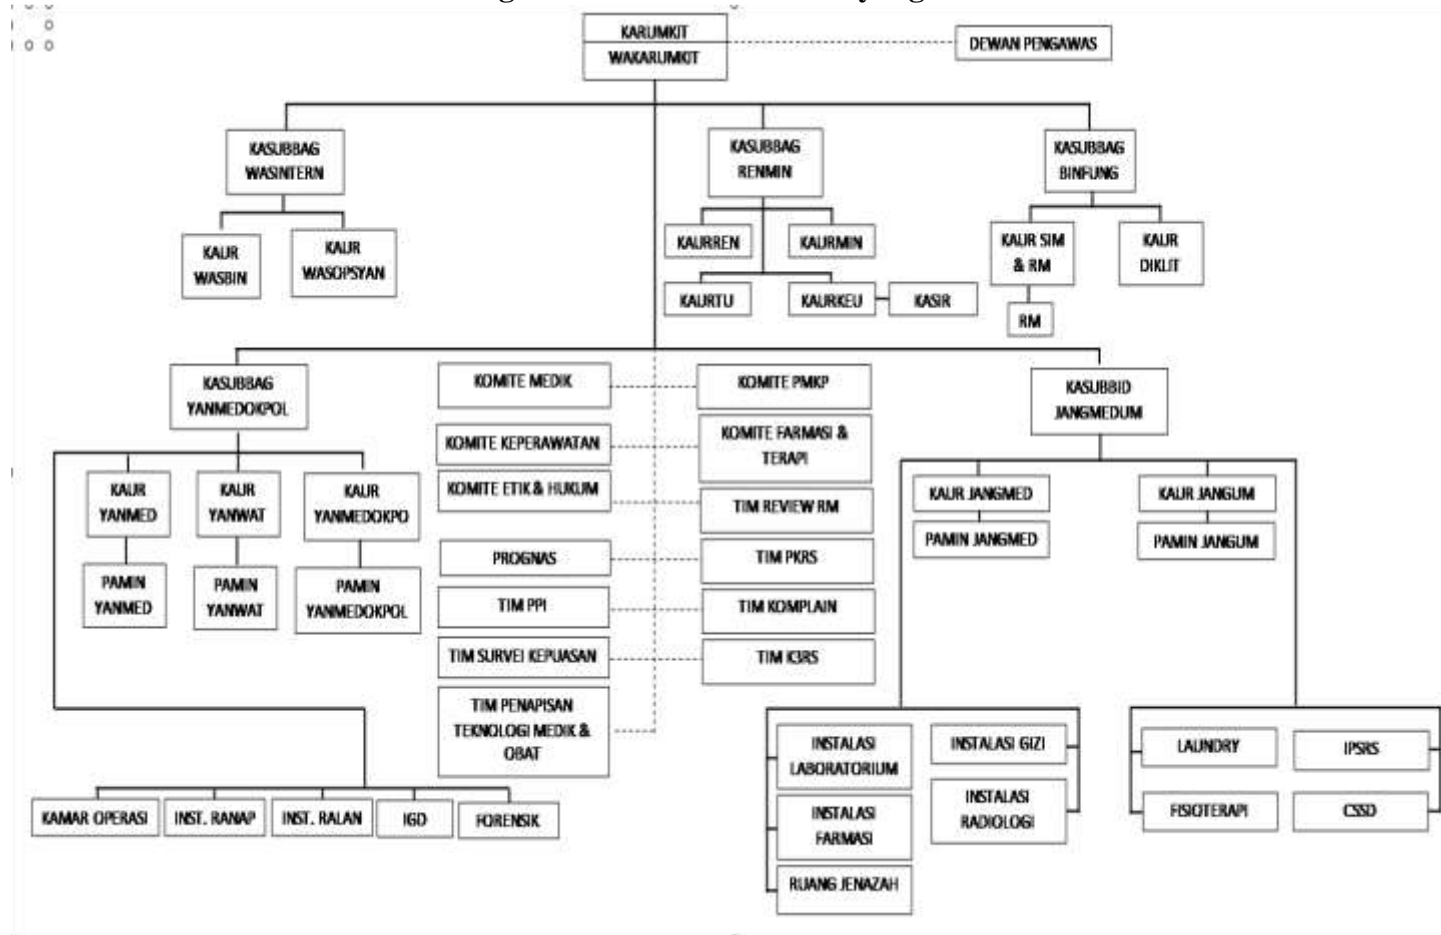 KARUMKIT
WAKARUMKIT
DEWAN PENGAWAS
KASUBBAG
WASINTERN
KASUBBAG
RENMIN
KASUBBAG
BINFUNG
KAUR
WASBIN
KAUR
WASOPSYAN
KAURREN
KAURMIN
KAURTU
KAURKEU
KASIR
KAUR SIM
& RM
KAUR
DIKLIT
RM
KASUBBAG
YANMEDOKPOL
KOMITE MEDIK
KOMITE PMKP
KASUBBID
JANGMEDUM
KOMITE KEPERAWATAN
KOMITE FARMASI &
TERAPI
KOMITE ETIK & HUKUM
TIM REVIEW RM
PROGNAS
TIM PKRS
TIM PPI
TIM KOMPLAIN
TIM SURVEI KEPUASAN
TIM K3RS
TIM PENAPISAN
TEKNOLOGI MEDIK &
OBAT
KAUR
YANMED
KAUR
YANWAT
KAUR
YANMEDOKPO
PAMIN
YANMED
PAMIN
YANWAT
PAMIN
YANMEDOKPOL
KAUR JANGMED
PAMIN JANGMED
KAUR JANGUM
PAMIN JANGUM
KAMAR OPERASI
INST. RANAP
INST. RALAN
IGD
FORENSIK
INSTALASI
LABORATORIUM
INSTALASI GIZI
INSTALASI
FARMASI
INSTALASI
RADIOLOGI
RUANG JENAZAH
LAUNDRY
IPSRS
FISIOTERAPI
CSSD